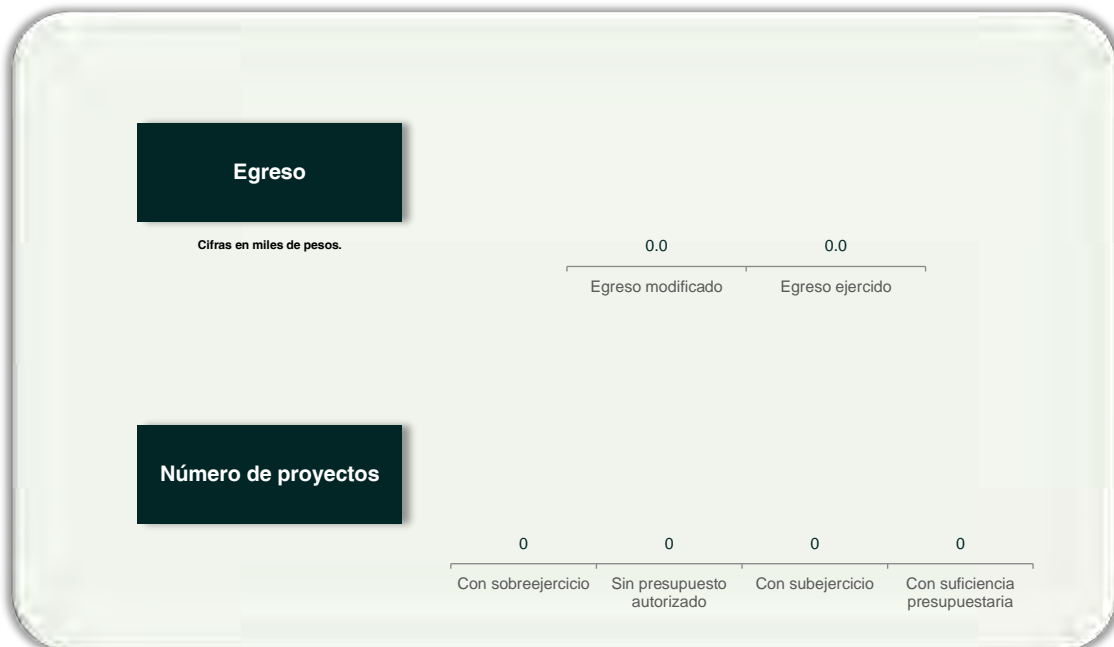 Egreso
Cifras en miles de pesos.
0.0 0.0
Egreso modificado Egreso ejercido
Número de proyectos
0 0 0 0
Con sobreejercicio Sin presupuesto autorizado Con subejercicio Con suficiencia presupuestaria